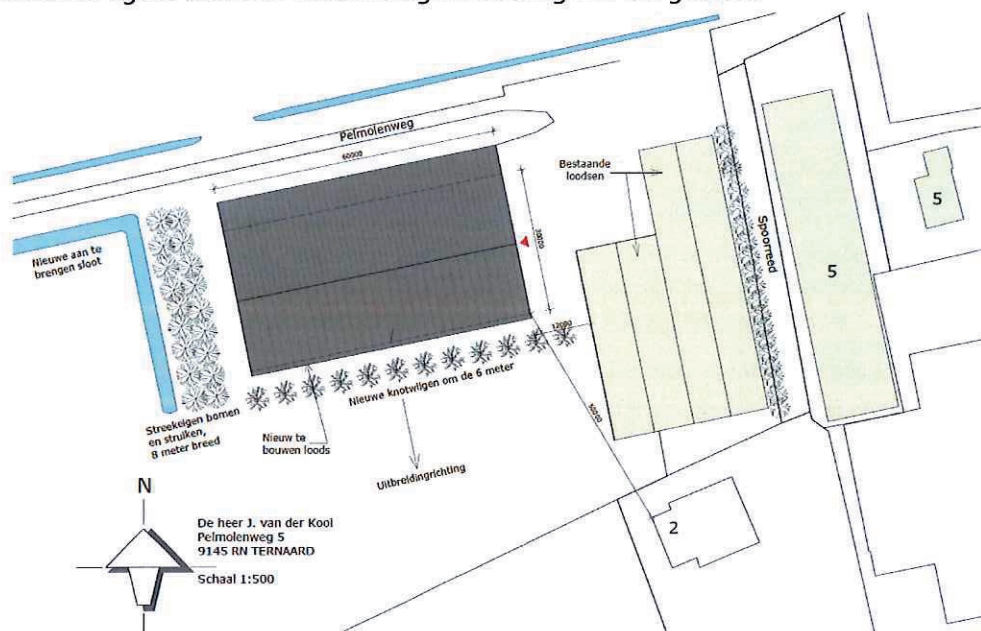 Pelmolenweg
60000
Bestaande
loodsen
30000
Spoorreed
5
5
Nieuwe aan te
brengen sloot
12000
Nieuwe knotwilgen om de 6 meter
50000
Streekeigen bomen
en struiken,
8 meter breed
Nieuw te
bouwen loods
Uitbreidingrichting
2
N
De heer J. van der Kooi
Pelmolenweg 5
9145 RN TERNAARD
Schaal 1:500